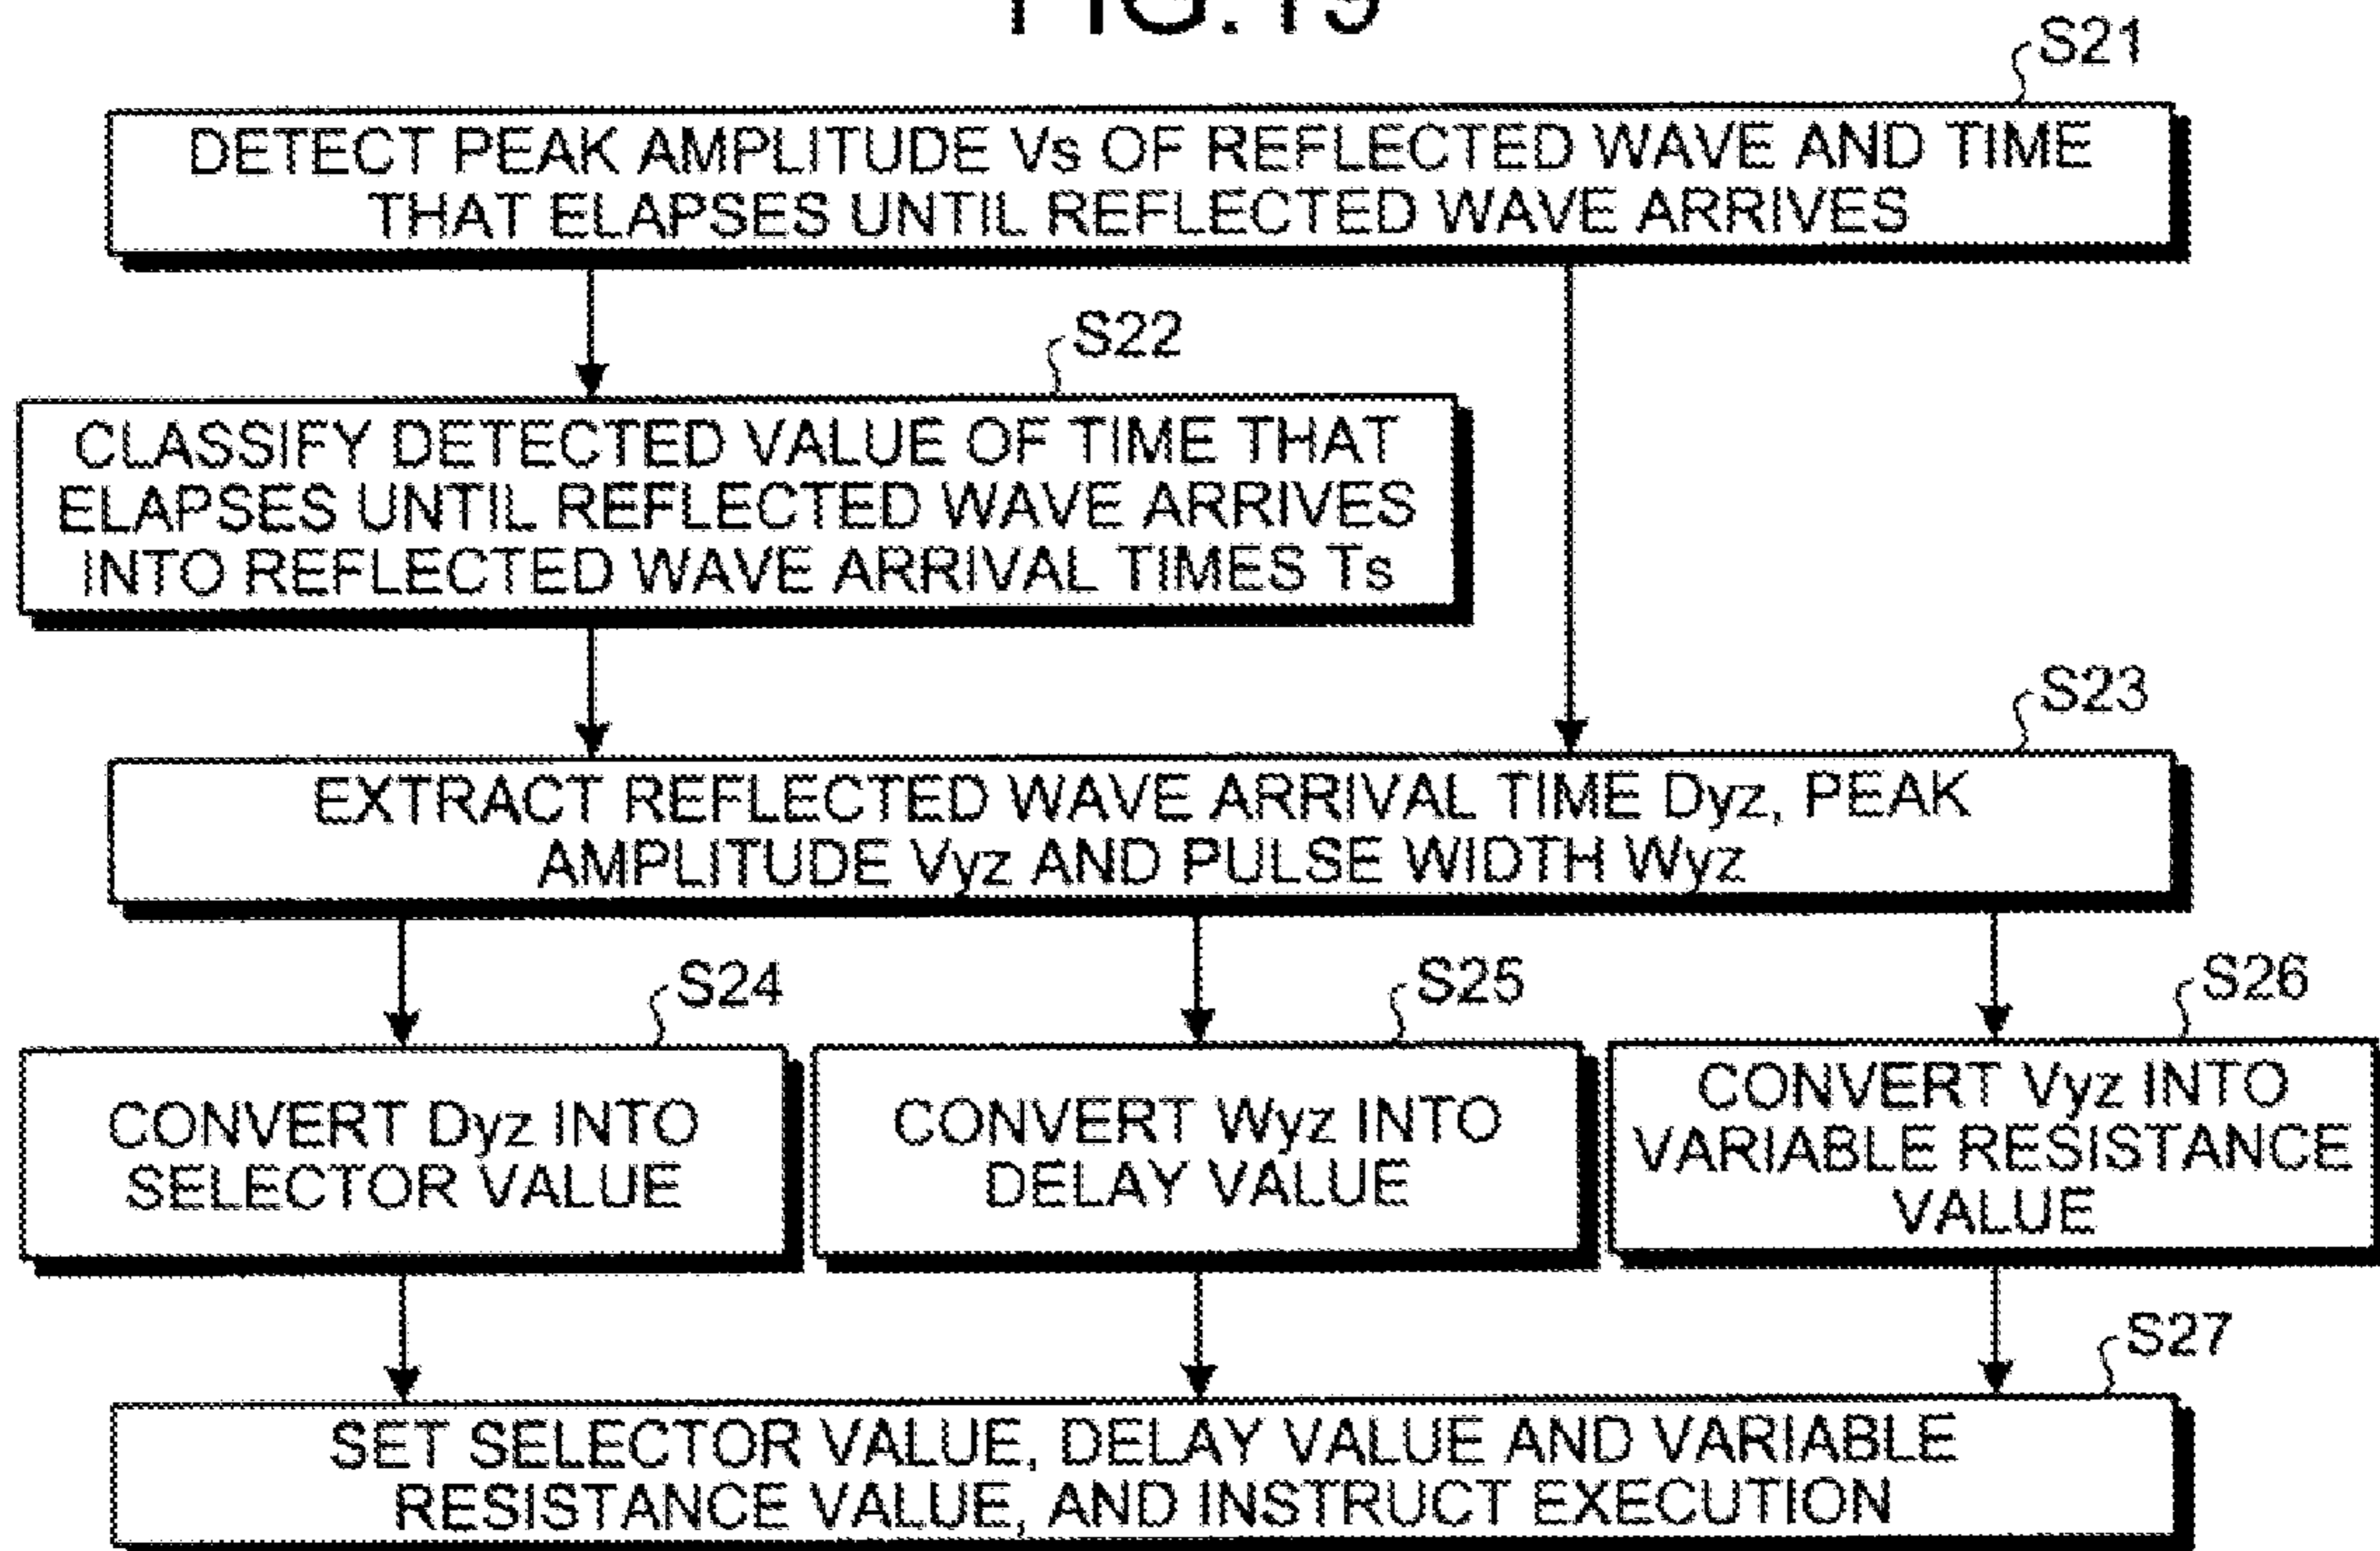 FIG.19
S21
DETECT PEAK AMPLITUDE Vs OF REFLECTED WAVE AND TIME
THAT ELAPSES UNTIL REFLECTED WAVE ARRIVES
S22
CLASSIFY DETECTED VALUE OF TIME THAT
ELAPSES UNTIL REFLECTED WAVE ARRIVES
INTO REFLECTED WAVE ARRIVAL TIMES Ts
S23
EXTRACT REFLECTED WAVE ARRIVAL TIME Dyz, PEAK
AMPLITUDE Vyz AND PULSE WIDTH Wyz
S24
CONVERT Dyz INTO
SELECTOR VALUE
S25
CONVERT Wyz INTO
DELAY VALUE
S26
CONVERT Vyz INTO
VARIABLE RESISTANCE
VALUE
S27
SET SELECTOR VALUE, DELAY VALUE AND VARIABLE
RESISTANCE VALUE, AND INSTRUCT EXECUTION